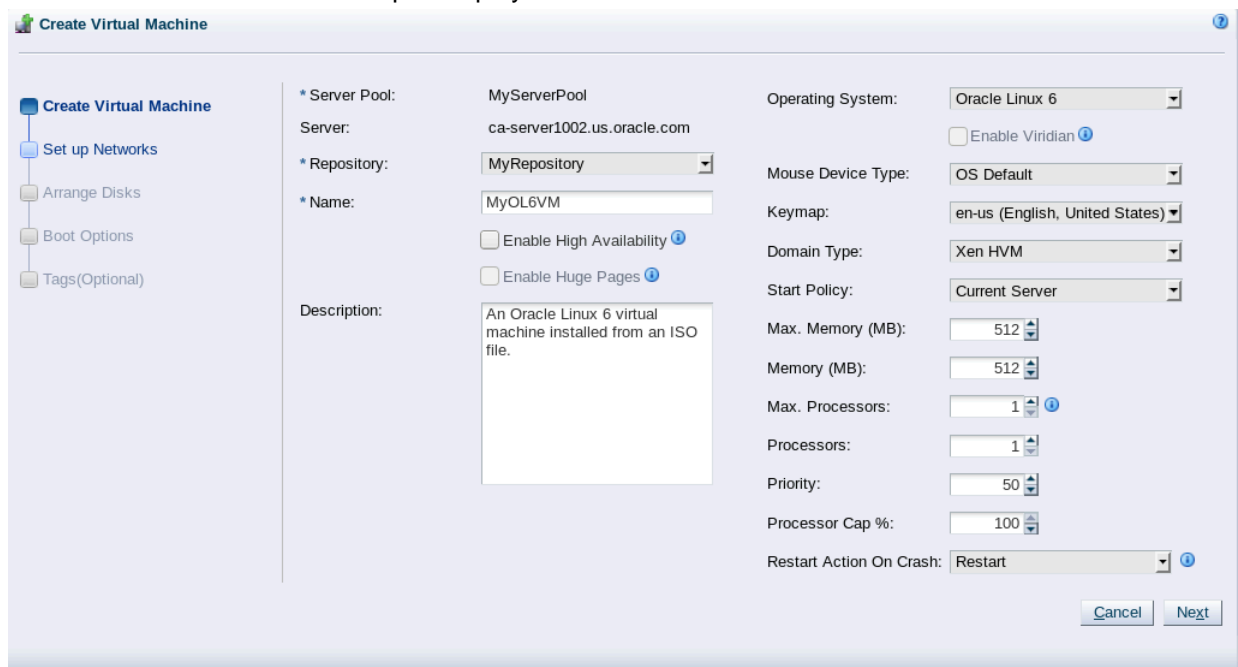 Create Virtual Machine
Create Virtual Machine
Set up Networks
Arrange Disks
Boot Options
Tags(Optional)
* Server Pool: MyServerPool
Server: ca-server1002.us.oracle.com
* Repository: MyRepository
* Name: MyOL6VM
Enable High Availability
Enable Huge Pages
Description: An Oracle Linux 6 virtual
machine installed from an ISO
file.
Operating System: Oracle Linux 6
Enable Viridian
Mouse Device Type: OS Default
Keymap: en-us (English, United States)
Domain Type: Xen HVM
Start Policy: Current Server
Max. Memory (MB): 512
Memory (MB): 512
Max. Processors: 1
Processors: 1
Priority: 50
Processor Cap %: 100
Restart Action On Crash: Restart
Cancel Next